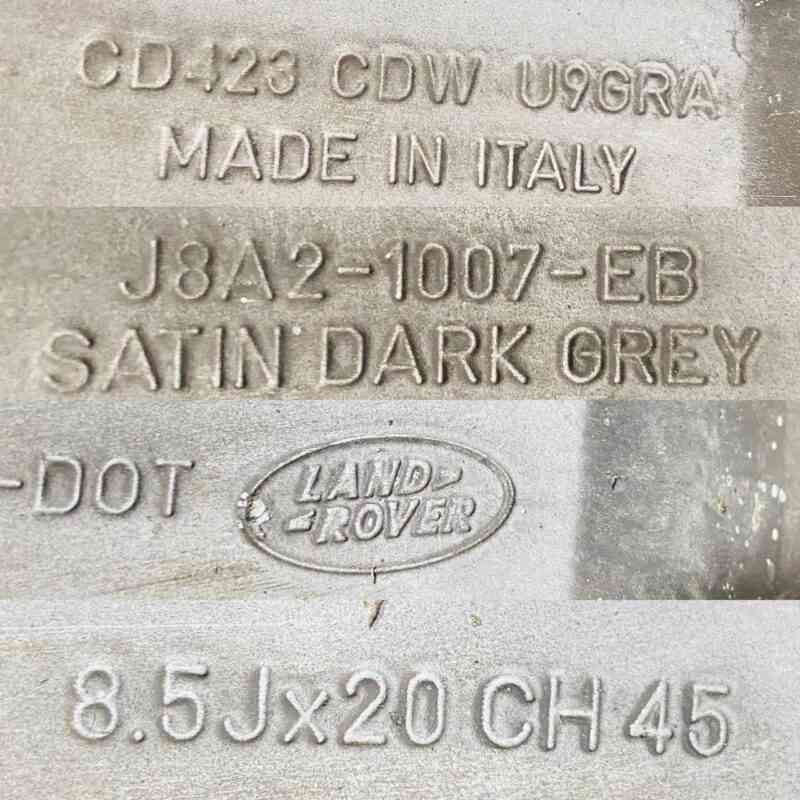 CD423 CDW U9GRA
MADE IN ITALY
J8A2-1007-EB
SATIN DARK GREY
-DOT
LAND-
-ROVER
8.5Jx20 CH 45